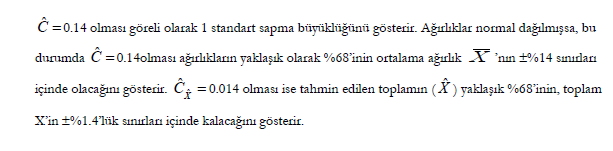 Ĉ =0.14 olması göreli olarak 1 standart sapma büyüklüğünü gösterir. Ağırlıklar normal dağılmışsa, bu
durumda Ĉ =0.14olması ağırlıkların yaklaşık olarak %68’inin ortalama ağırlık X̅ ’nın ±%14 sınırları
içinde olacağını gösterir. Ĉ_X̂ =0.014 olması ise tahmin edilen toplamın (X̂) yaklaşık %68’inin, toplam
X’in ±%1.4’lük sınırları içinde kalacağını gösterir.